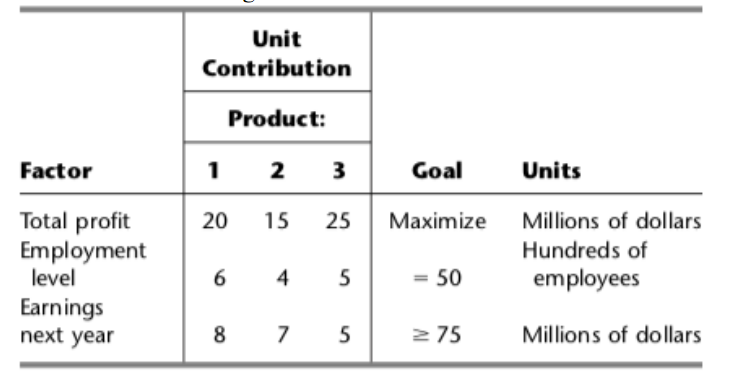 Unit
Contribution
Product:
Factor 1 2 3 Goal Units
Total profit 20 15 25 Maximize Millions of dollars
Employment Hundreds of
level 6 4 5 = 50 employees
Earnings
next year 8 7 5 ≥ 75 Millions of dollars